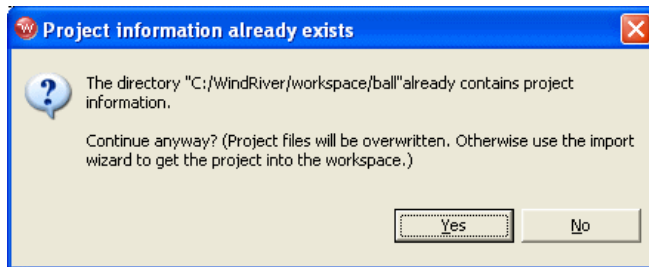 Project information already exists
The directory "C:/WindRiver/workspace/ball"already contains project
information.
Continue anyway? (Project files will be overwritten. Otherwise use the import
wizard to get the project into the workspace.)
Yes No